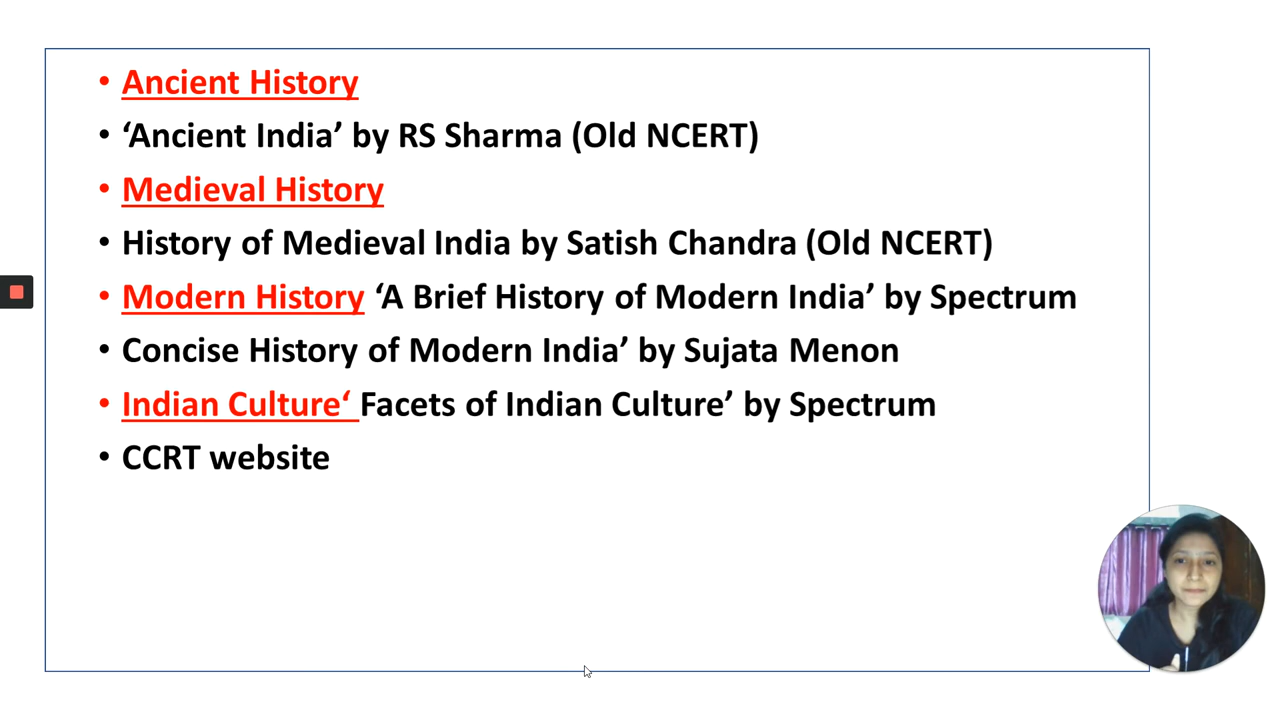 • Ancient History
• ‘Ancient India’ by RS Sharma (Old NCERT)
• Medieval History
• History of Medieval India by Satish Chandra (Old NCERT)
• Modern History ‘A Brief History of Modern India’ by Spectrum
• Concise History of Modern India’ by Sujata Menon
• Indian Culture‘ Facets of Indian Culture’ by Spectrum
• CCRT website